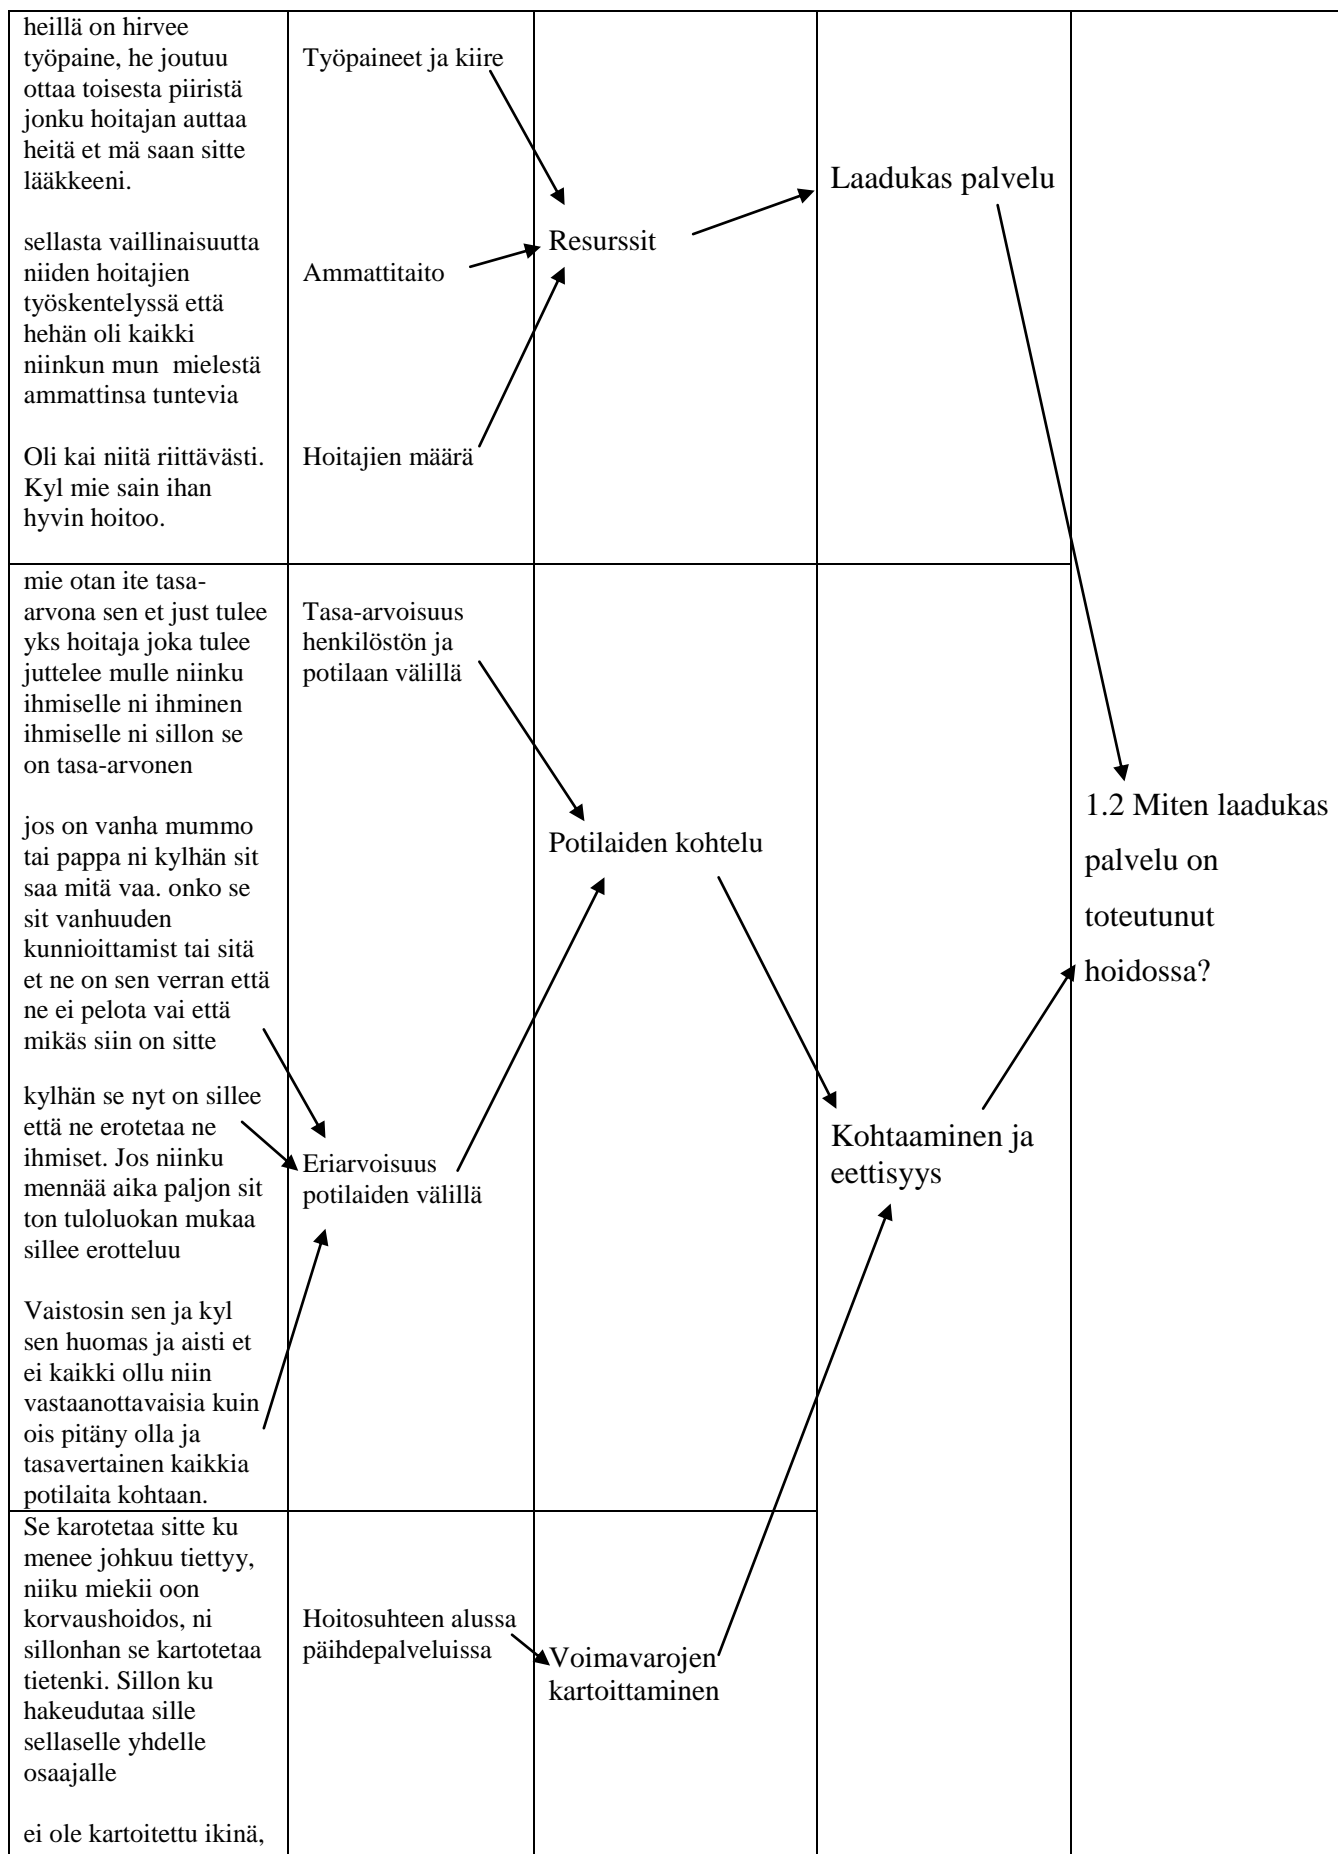 heillä on hirvee
työpaine, he joutuu
ottaa toisesta piiristä
jonku hoitajan auttaa
heitä et mä saan sitte
lääkkeeni.
sellasta vaillinaisuutta
niiden hoitajien
työskentelyssä että
hehän oli kaikki
niinkun mun  mielestä
ammattinsa tuntevia
Oli kai niitä riittävästi.
Kyl mie sain ihan
hyvin hoitoo.
Työpaineet ja kiire
Ammattitaito
Hoitajien määrä
Resurssit
Laadukas palvelu
mie otan ite tasa-
arvona sen et just tulee
yks hoitaja joka tulee
juttelee mulle niinku
ihmiselle ni ihminen
ihmiselle ni sillon se
on tasa-arvonen
jos on vanha mummo
tai pappa ni kylhän sit
saa mitä vaa. onko se
sit vanhuuden
kunnioittamist tai sitä
et ne on sen verran että
ne ei pelota vai että
mikäs siin on sitte
kylhän se nyt on sillee
että ne erotetaa ne
ihmiset. Jos niinku
mennää aika paljon sit
ton tuloluokan mukaa
sillee erotteluu
Vaistosin sen ja kyl
sen huomas ja aisti et
ei kaikki ollu niin
vastaanottavaisia kuin
ois pitäny olla ja
tasavertainen kaikkia
potilaita kohtaan.
Tasa-arvoisuus
henkilöstön ja
potilaan välillä
Eriarvoisuus
potilaiden välillä
Potilaiden kohtelu
Kohtaaminen ja
eettisyys
1.2 Miten laadukas
palvelu on
toteutunut
hoidossa?
Se karotetaa sitte ku
menee johkuu tiettyy,
niiku miekii oon
korvaushoidos, ni
sillonhan se kartotetaa
tietenki. Sillon ku
hakeudutaa sille
sellaselle yhdelle
osaajalle
ei ole kartoitettu ikinä,
Hoitosuhteen alussa
päihdepalveluissa
Voimavarojen
kartoittaminen